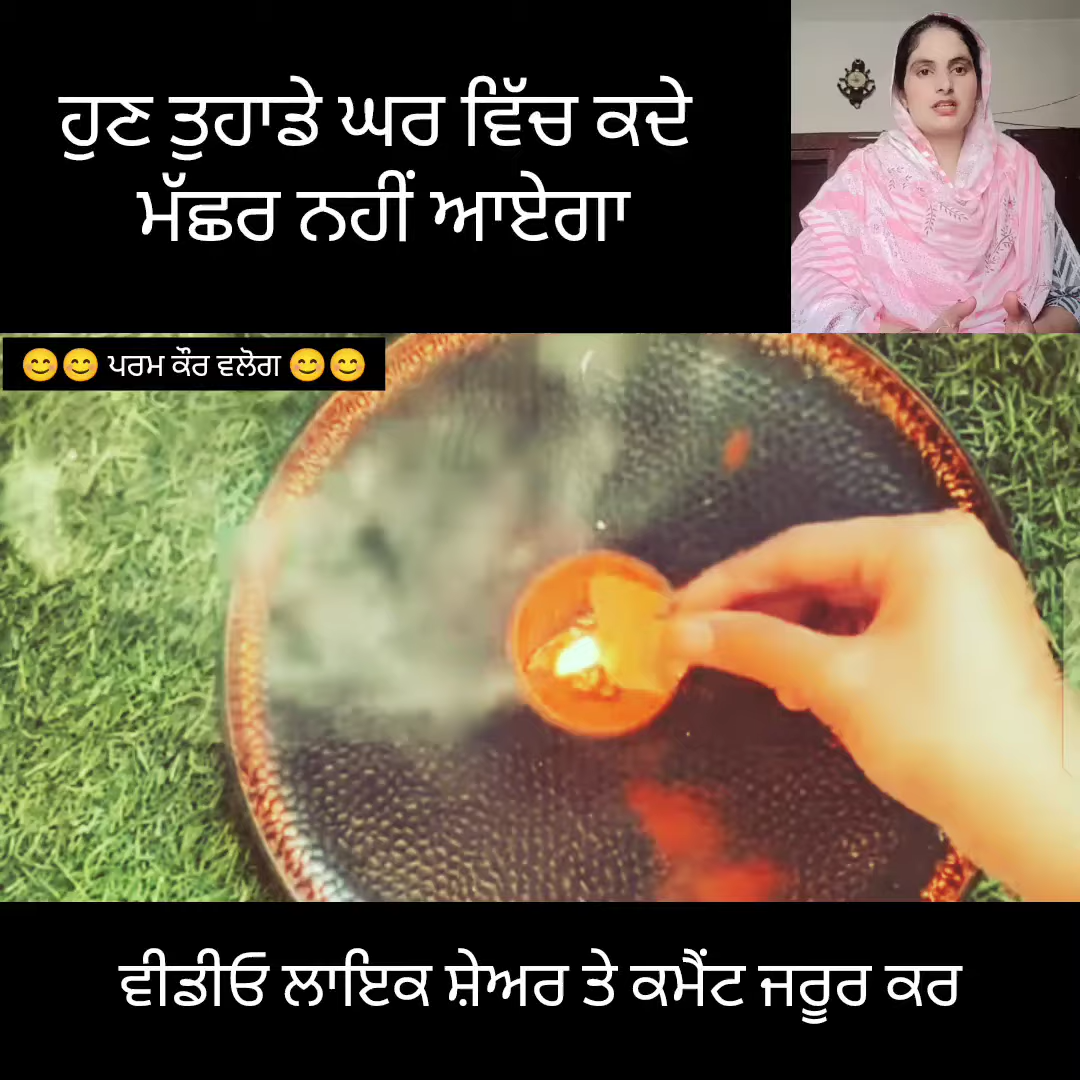 ਹੁਣ ਤੁਹਾਡੇ ਘਰ ਵਿੱਚ ਕਦੇ
ਮੱਛਰ ਨਹੀਂ ਆਏਗਾ
😊😊 ਪਰਮ ਕੌਰ ਵਲੋਗ 😊😊
ਵੀਡੀਓ ਲਾਇਕ ਸ਼ੇਅਰ ਤੇ ਕਮੈਂਟ ਜਰੂਰ ਕਰ